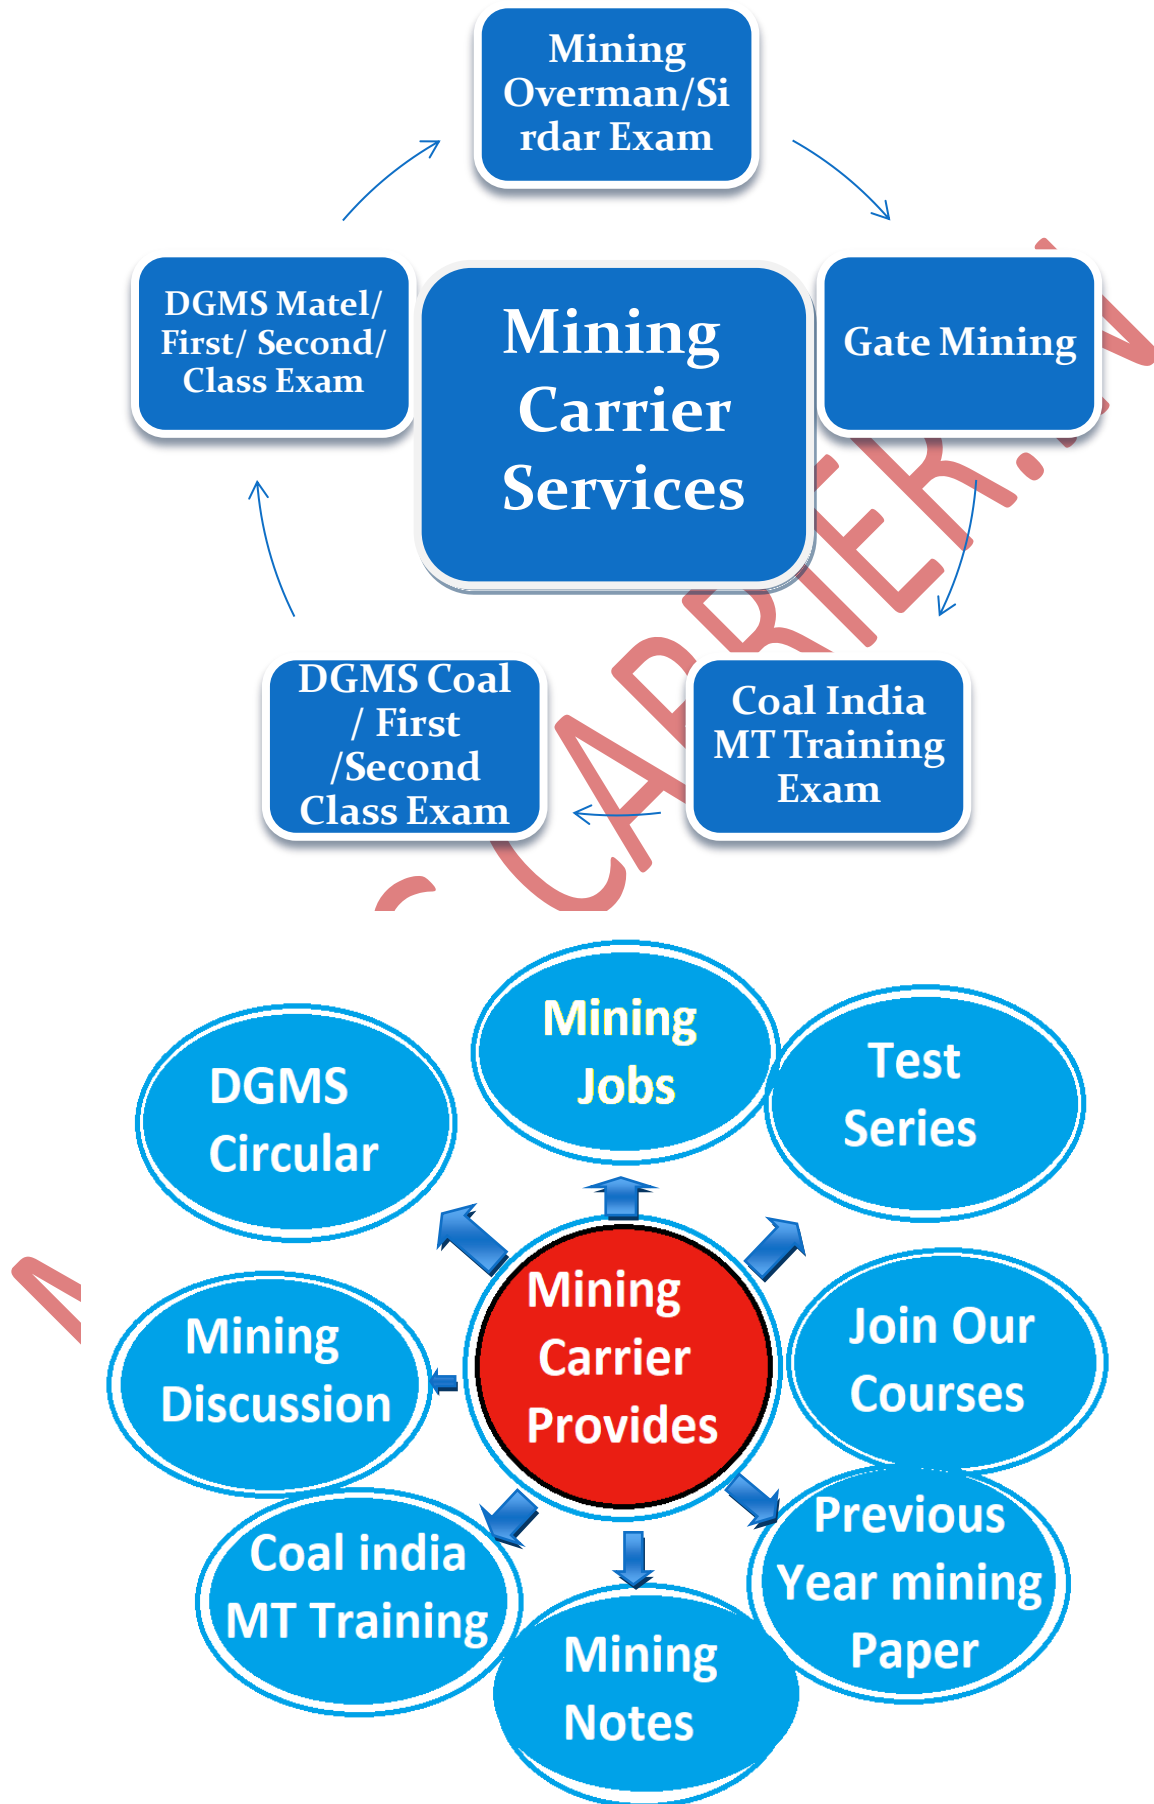 Mining
Overman/Si
rdar Exam
DGMS Matel/
First/ Second/
Class Exam
Mining
Carrier
Services
Gate Mining
DGMS Coal
/ First
/Second
Class Exam
Coal India
MT Training
Exam
CARRIER.IN
Mining
Jobs
DGMS
Circular
Test
Series
Mining
Discussion
Mining
Carrier
Provides
Join Our
Courses
Coal india
MT Training
Previous
Year mining
Paper
Mining
Notes